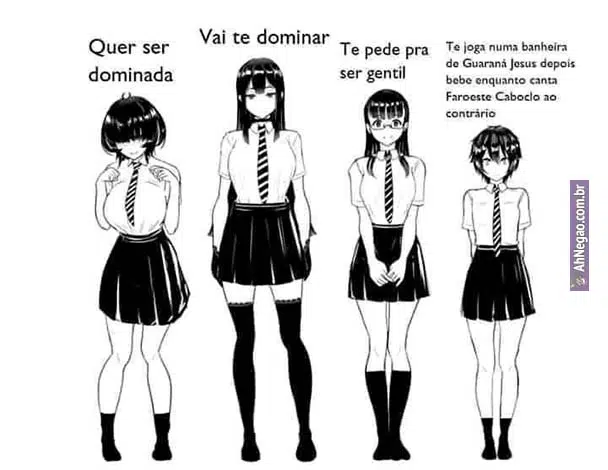 Quer ser
dominada
Vai te dominar
Te pede pra
ser gentil
Te joga numa banheira
de Guaraná Jesus depois
bebe enquanto canta
Faroeste Caboclo ao
contrário
AhNegao.com.br